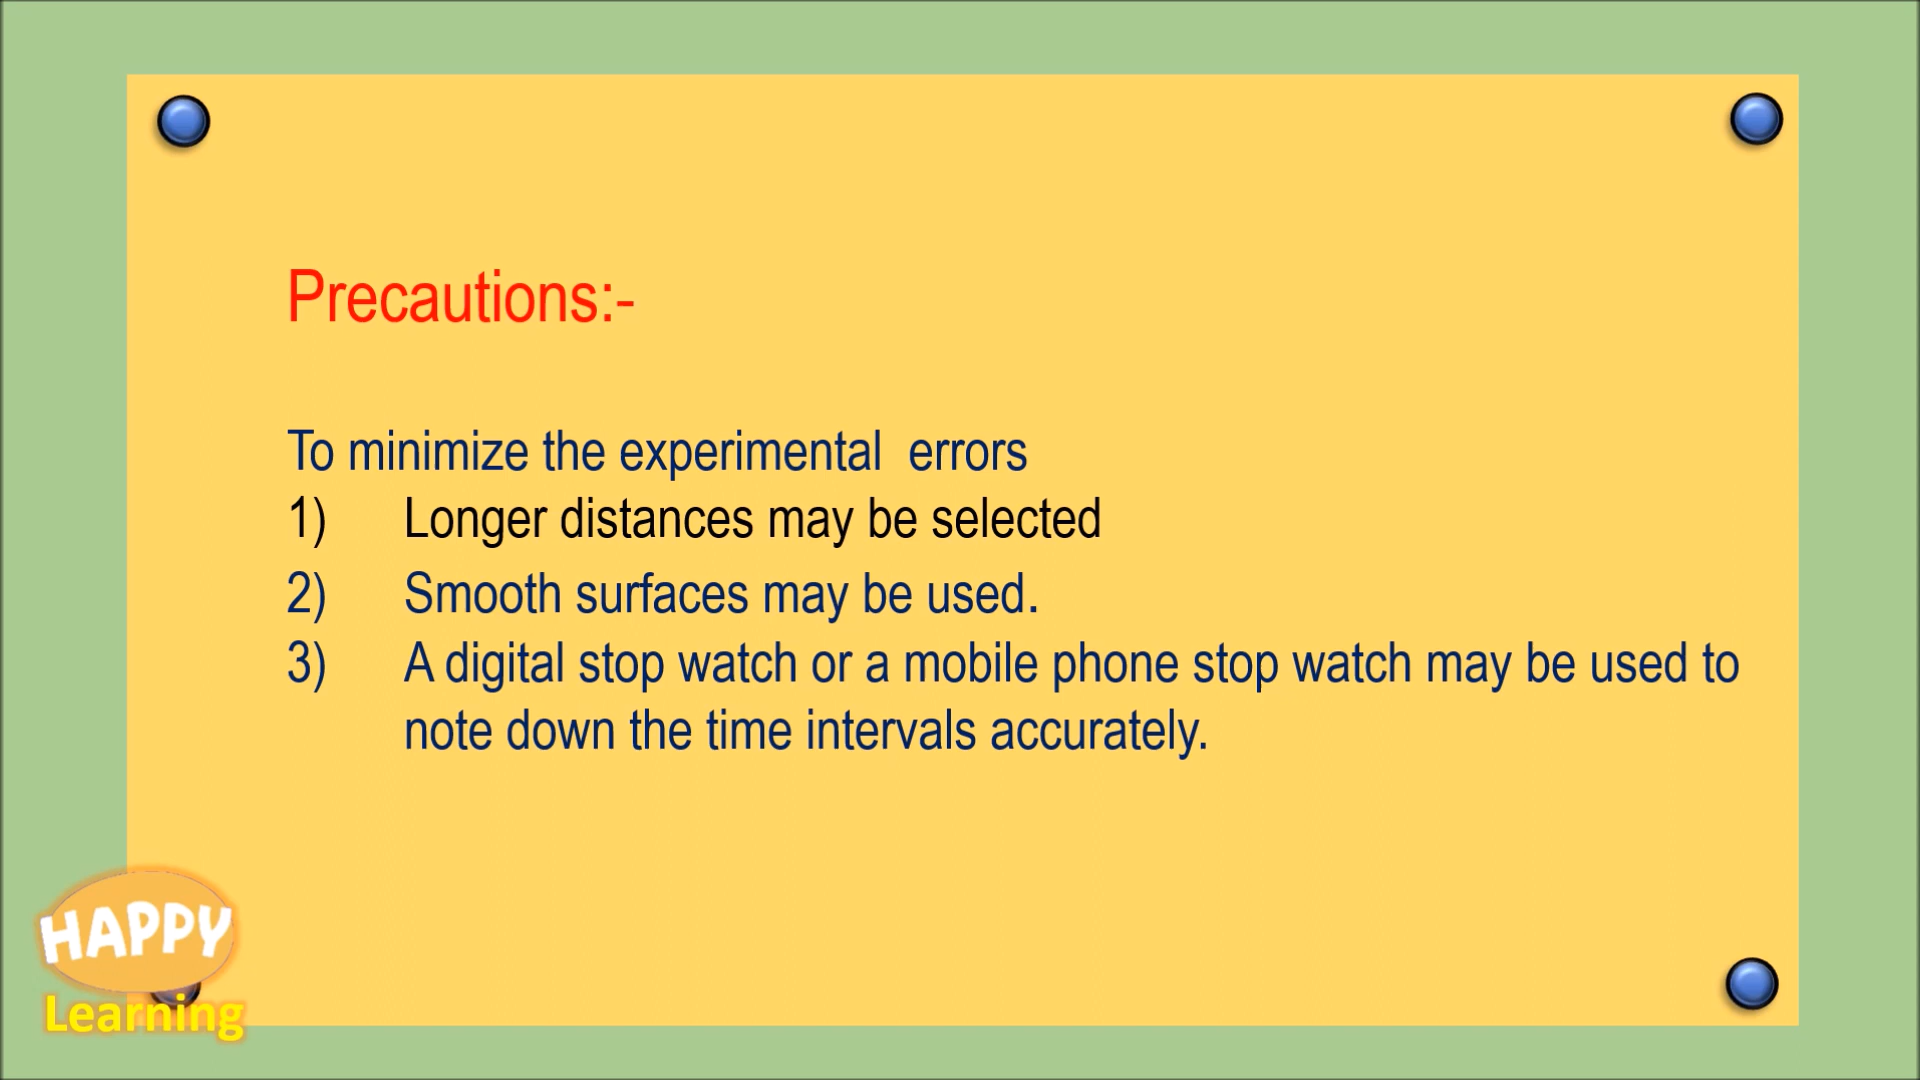 Precautions:-
To minimize the experimental  errors
1) Longer distances may be selected
2) Smooth surfaces may be used.
3) A digital stop watch or a mobile phone stop watch may be used to
note down the time intervals accurately.
HAPPY
Learning